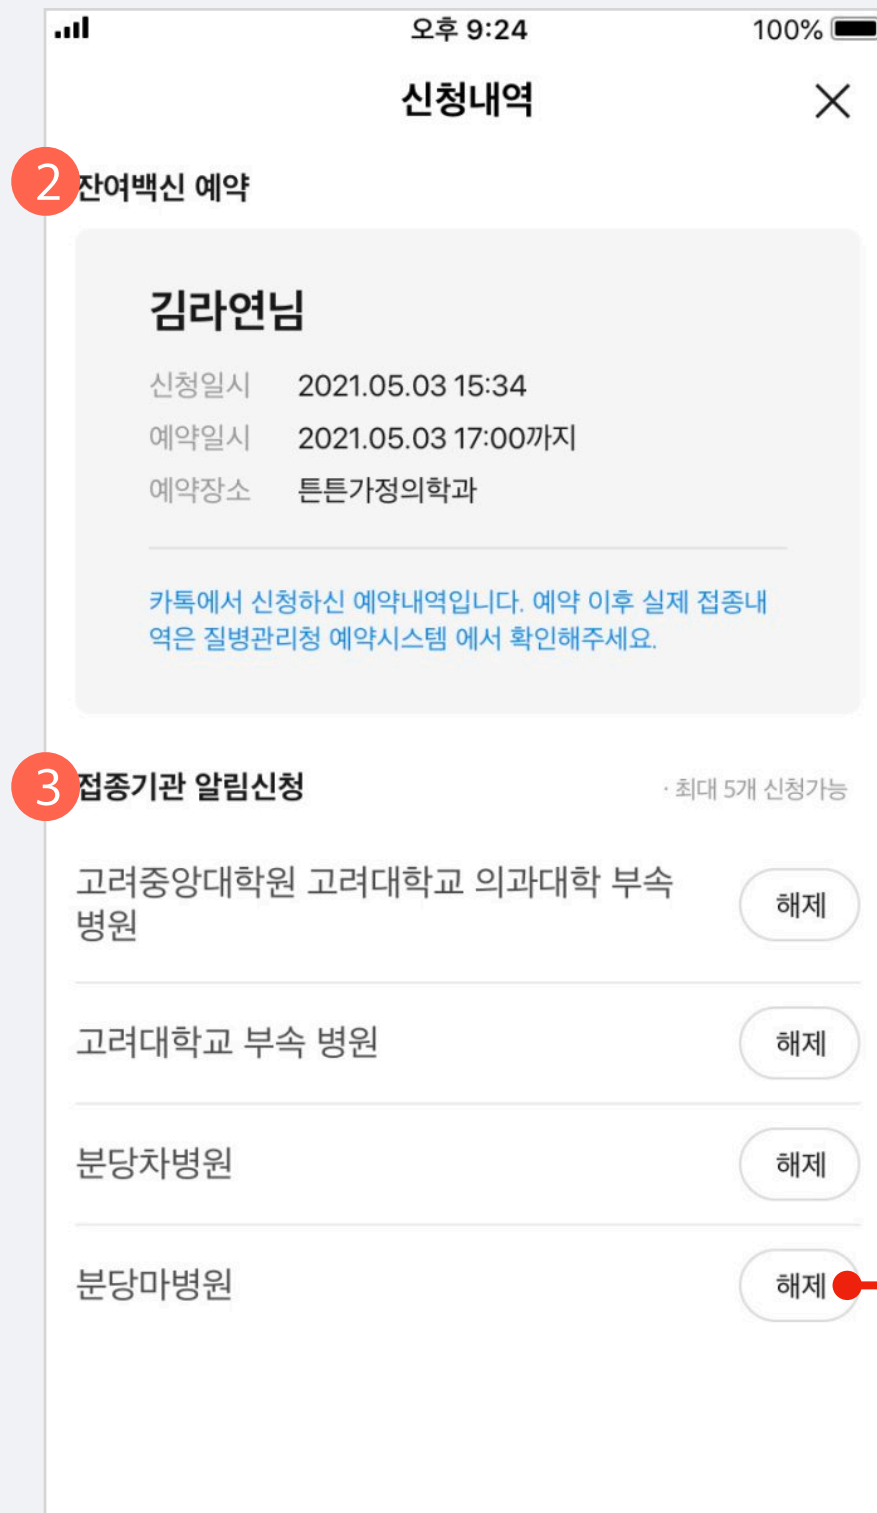 오후 9:24 100%
신청내역
2 잔여백신 예약
김라연님
신청일시 2021.05.03 15:34
예약일시 2021.05.03 17:00까지
예약장소 튼튼가정의학과
카톡에서 신청하신 예약내역입니다. 예약 이후 실제 접종내
역은 질병관리청 예약시스템 에서 확인해주세요.
3 접종기관 알림신청 · 최대 5개 신청가능
고려중앙대학원 고려대학교 의과대학 부속
병원
해제
고려대학교 부속 병원 해제
분당차병원 해제
분당마병원 해제